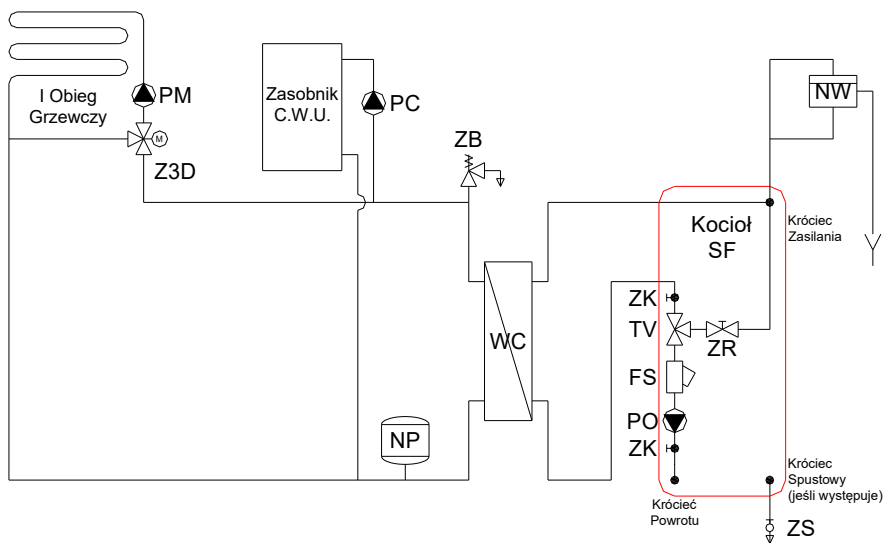 I Obieg
Grzewczy
PM
M
Z3D
Zasobnik
C.W.U.
PC
ZB
NW
Kocioł
SF
Króciec
Zasilania
ZK
TV
ZR
WC
FS
PO
ZK
NP
Króciec
Spustowy
(jeśli występuje)
Krócieć
Powrotu
ZS